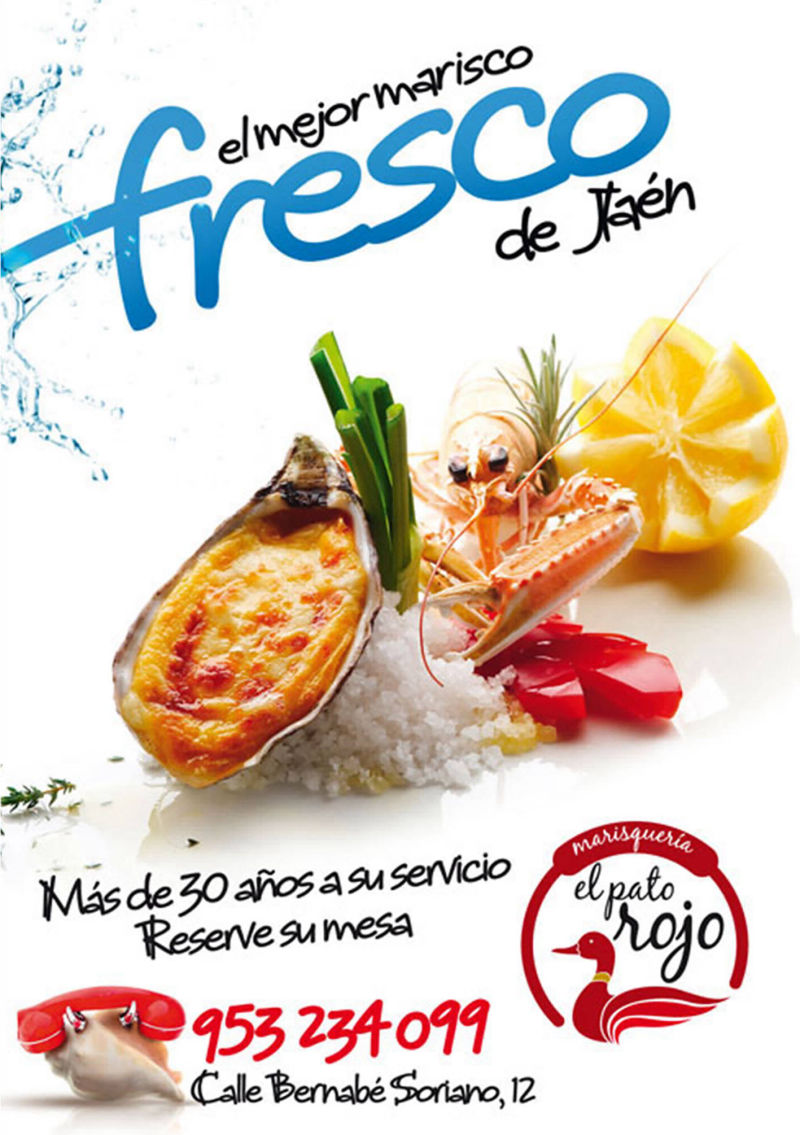 el mejor marisco
fresco
de Jaén
Más de 30 años a su servicio
Reserve su mesa
marisquería
el pato
rojo
953 234 099
Calle Bernabé Soriano, 12